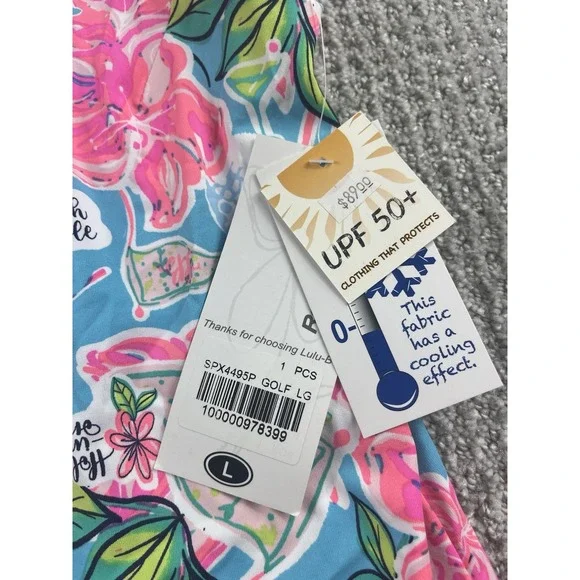 $89.00
UPF 50+
CLOTHING THAT PROTECTS
0-
This
fabric
has a
cooling
effect.
Thanks for choosing Lulu-B
1 PCS
SPX4495P GOLF LG
100000978399
L